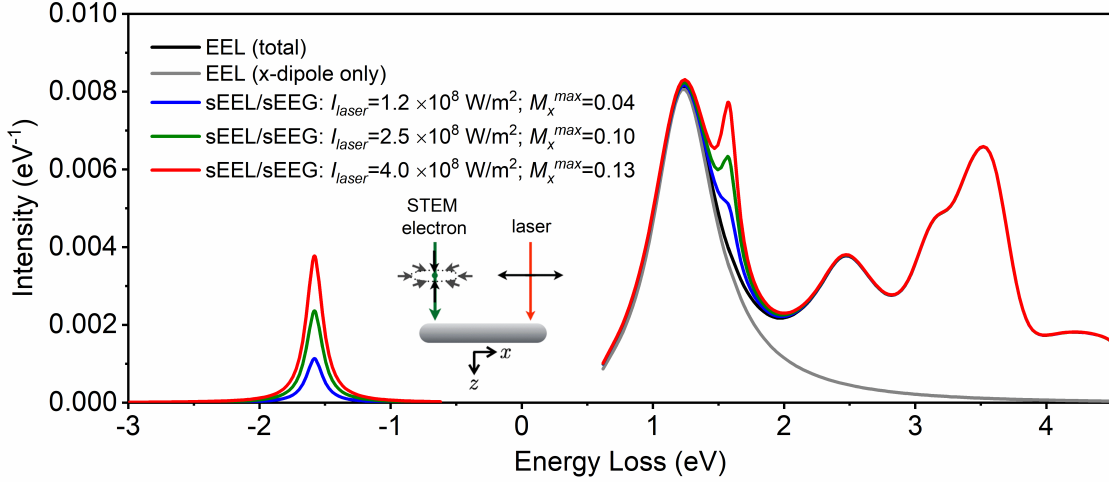 0.010
0.008
0.006
0.004
0.002
0.000
Intensity (eV⁻¹)
EEL (total)
EEL (x-dipole only)
sEEL/sEEG: I_laser=1.2 ×10⁸ W/m²; M_x^max=0.04
sEEL/sEEG: I_laser=2.5 ×10⁸ W/m²; M_x^max=0.10
sEEL/sEEG: I_laser=4.0 ×10⁸ W/m²; M_x^max=0.13
STEM
electron
laser
x
z
-3 -2 -1 0 1 2 3 4
Energy Loss (eV)